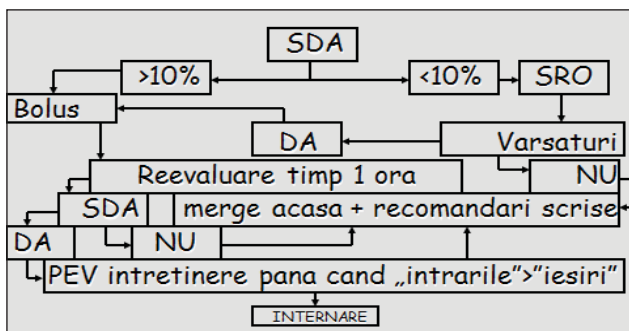 SDA
>10%
<10%
SRO
Bolus
DA
Varsaturi
Reevaluare timp 1 ora
NU
SDA
merge acasa + recomandari scrise
DA
NU
PEV intretinere pana cand „intrarile”>”iesiri”
INTERNARE